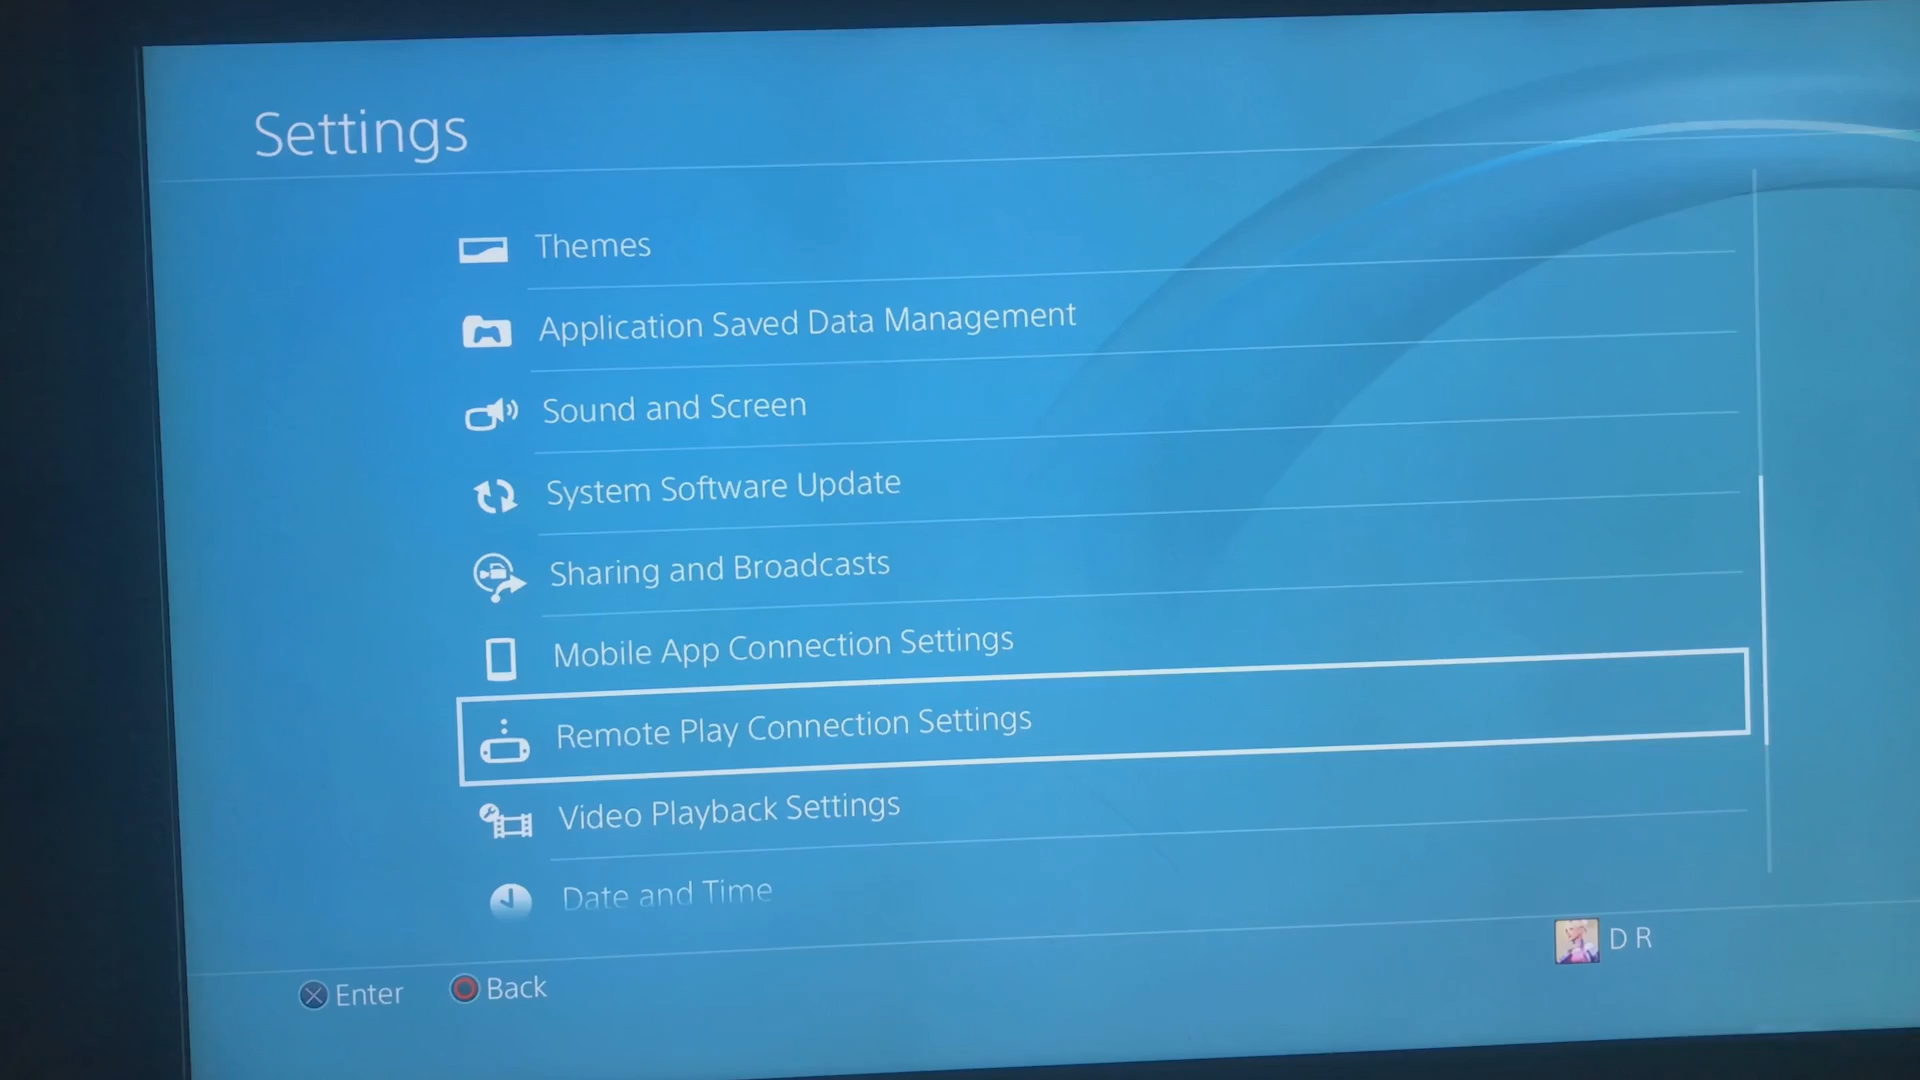 Settings
Themes
Application Saved Data Management
Sound and Screen
System Software Update
Sharing and Broadcasts
Mobile App Connection Settings
Remote Play Connection Settings
Video Playback Settings
Date and Time
D R
Enter Back